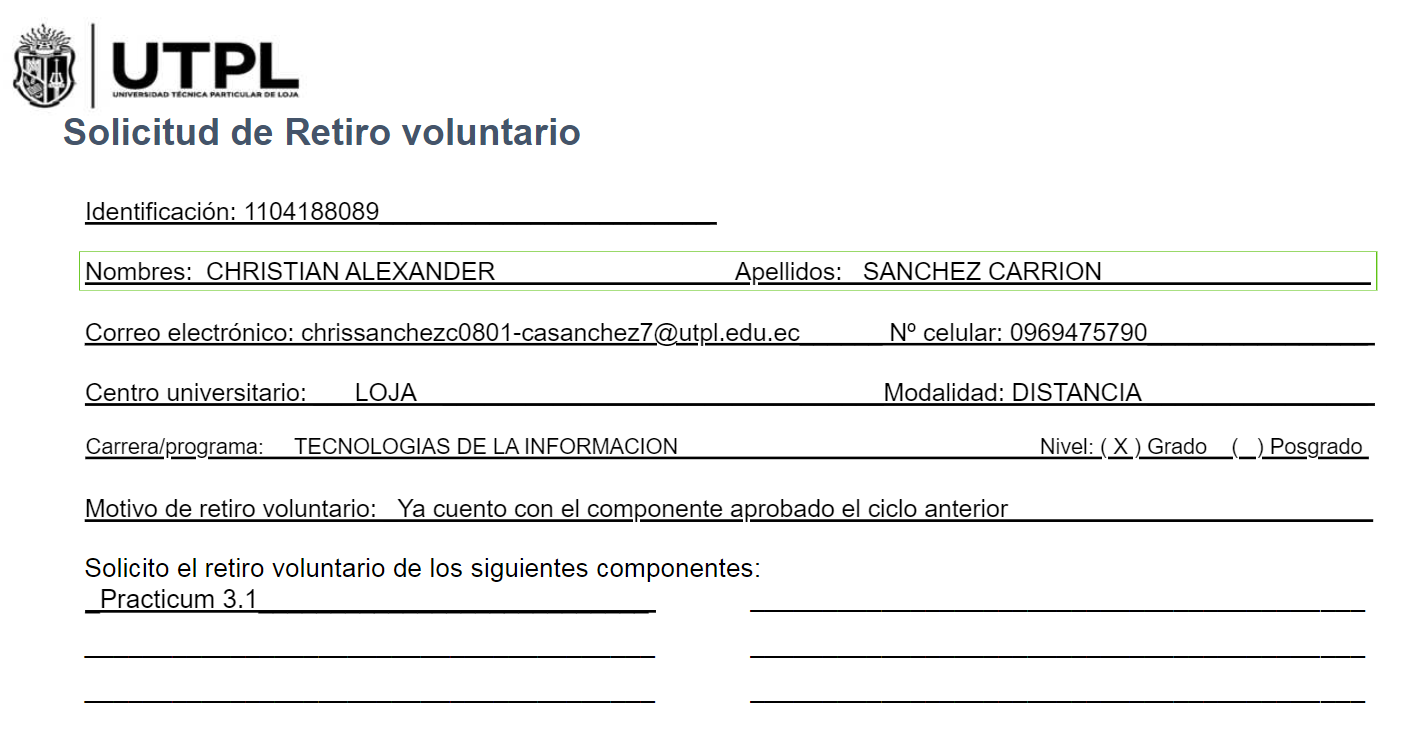 UTPL
UNIVERSIDAD TÉCNICA PARTICULAR DE LOJA
Solicitud de Retiro voluntario
Identificación: 1104188089
Nombres: CHRISTIAN ALEXANDER Apellidos: SANCHEZ CARRION
Correo electrónico: chrissanchezc0801-casanchez7@utpl.edu.ec Nº celular: 0969475790
Centro universitario: LOJA Modalidad: DISTANCIA
Carrera/programa: TECNOLOGIAS DE LA INFORMACION Nivel: ( X ) Grado ( _ ) Posgrado
Motivo de retiro voluntario: Ya cuento con el componente aprobado el ciclo anterior
Solicito el retiro voluntario de los siguientes componentes:
Practicum 3.1